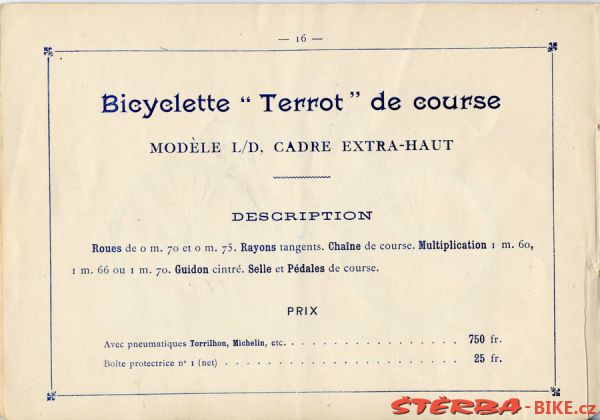 — 16 —
Bicyclette “ Terrot ” de course
MODÈLE L/D, CADRE EXTRA-HAUT
DESCRIPTION
Roues de 0 m. 70 et 0 m. 75. Rayons tangents. Chaîne de course. Multiplication 1 m. 60,
1 m. 66 ou 1 m. 70. Guidon cintré. Selle et Pédales de course.
PRIX
Avec pneumatiques Torrilhon, Michelin, etc. . . . . . . . . . . . . . . . . . . 750 fr.
Boîte protectrice n° 1 (net) . . . . . . . . . . . . . . . . . . . . . . . . 25 fr.
ŠTĚRBA-BIKE.cz